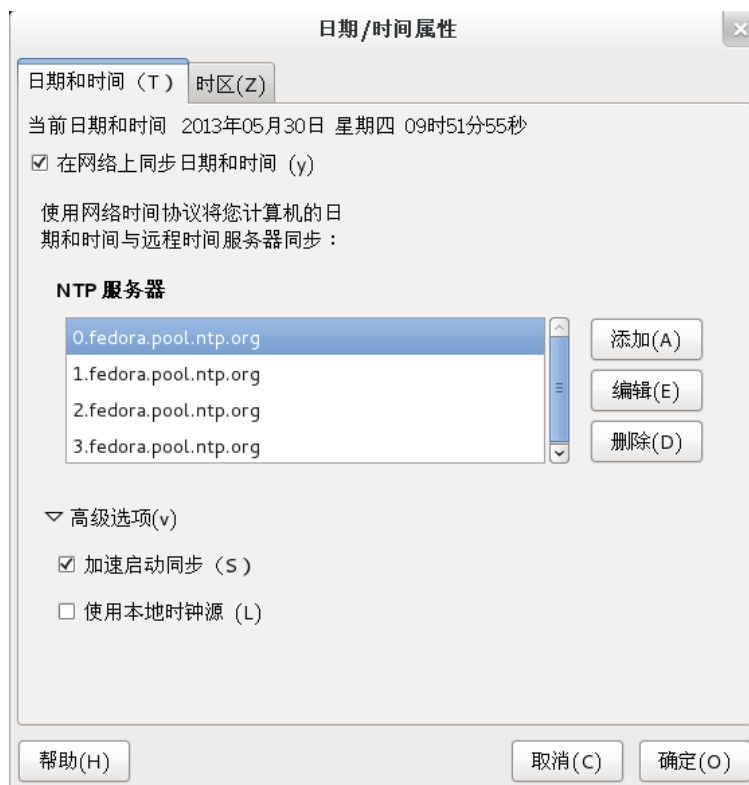 日期/时间属性
日期和时间 (T) 时区(Z)
当前日期和时间 2013年05月30日 星期四 09时51分55秒
在网络上同步日期和时间 (y)
使用网络时间协议将您计算机的日
期和时间与远程时间服务器同步：
NTP 服务器
0.fedora.pool.ntp.org
1.fedora.pool.ntp.org
2.fedora.pool.ntp.org
3.fedora.pool.ntp.org
添加(A)
编辑(E)
删除(D)
高级选项(v)
加速启动同步 (S)
使用本地时钟源 (L)
帮助(H) 取消(C) 确定(O)